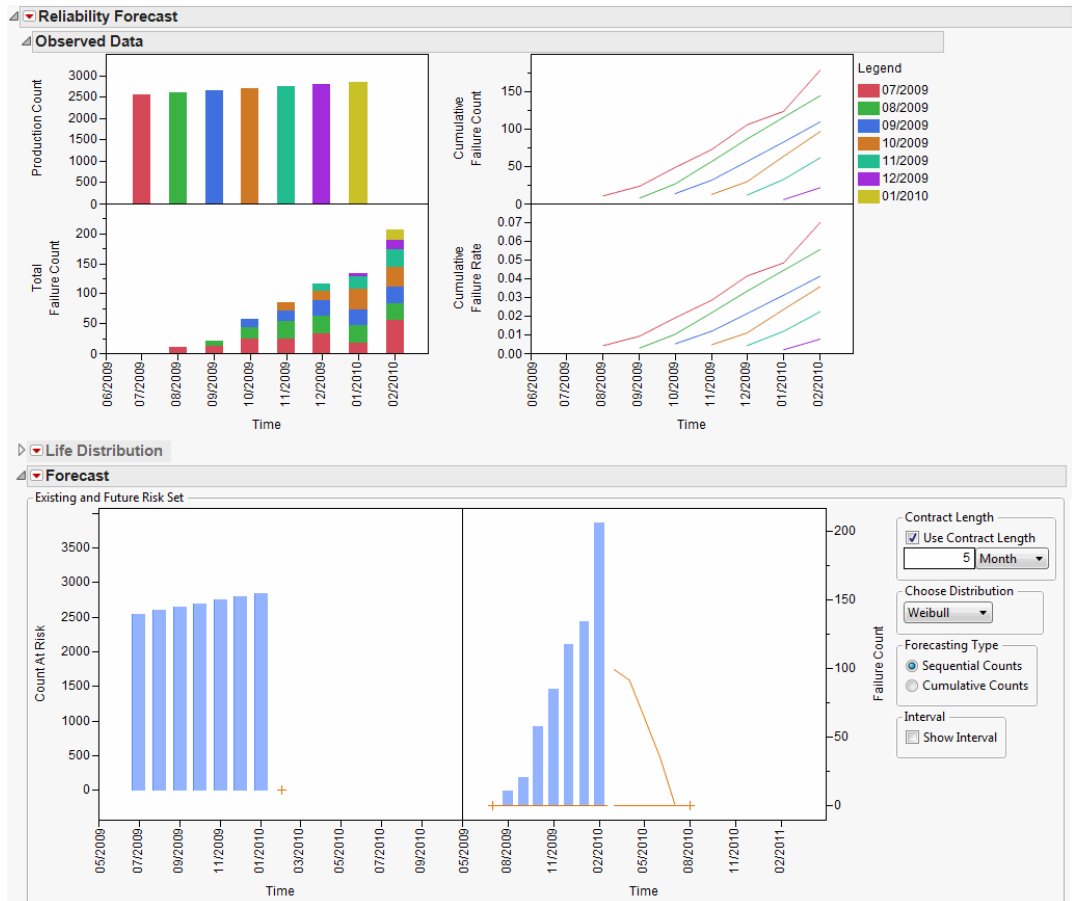 Reliability Forecast
Observed Data
Production Count
3000
2500
2000
1500
1000
500
0
Cumulative
Failure Count
150
100
50
0
Legend
07/2009
08/2009
09/2009
10/2009
11/2009
12/2009
01/2010
Total
Failure Count
200
150
100
50
0
Cumulative
Failure Rate
0.07
0.06
0.05
0.04
0.03
0.02
0.01
0.00
06/2009
07/2009
08/2009
09/2009
10/2009
11/2009
12/2009
01/2010
02/2010
Time
06/2009
07/2009
08/2009
09/2009
10/2009
11/2009
12/2009
01/2010
02/2010
Time
Life Distribution
Forecast
Existing and Future Risk Set
Count At Risk
3500
3000
2500
2000
1500
1000
500
0
05/2009
07/2009
09/2009
11/2009
01/2010
03/2010
05/2010
07/2010
09/2010
Time
Failure Count
200
150
100
50
0
05/2009
08/2009
11/2009
02/2010
05/2010
08/2010
11/2010
02/2011
Time
Contract Length
Use Contract Length
5 Month
Choose Distribution
Weibull
Forecasting Type
Sequential Counts
Cumulative Counts
Interval
Show Interval